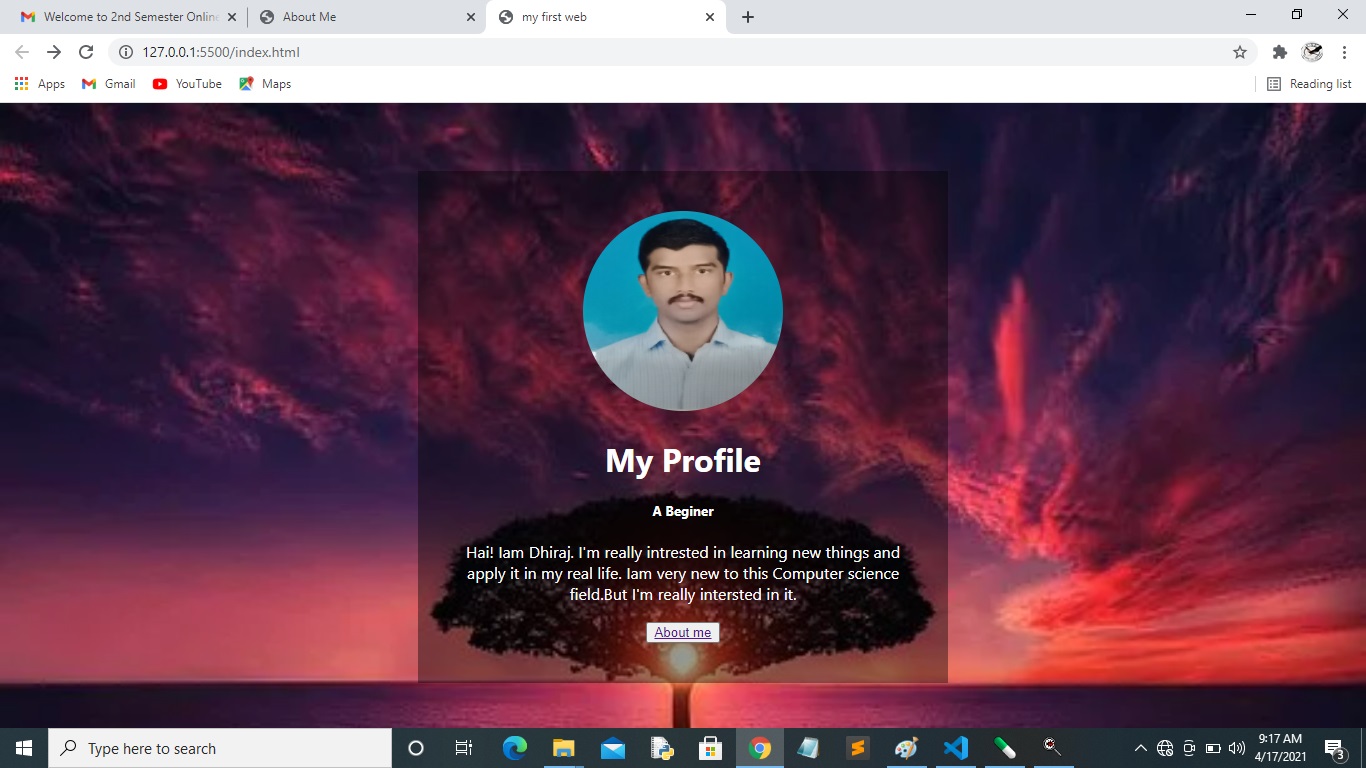 Welcome to 2nd Semester Online
About Me
my first web
127.0.0.1:5500/index.html
Apps
Gmail
YouTube
Maps
Reading list
My Profile
A Beginer
Hai! Iam Dhiraj. I'm really intrested in learning new things and
apply it in my real life. Iam very new to this Computer science
field.But I'm really intersted in it.
About me
Type here to search
9:17 AM
4/17/2021
3